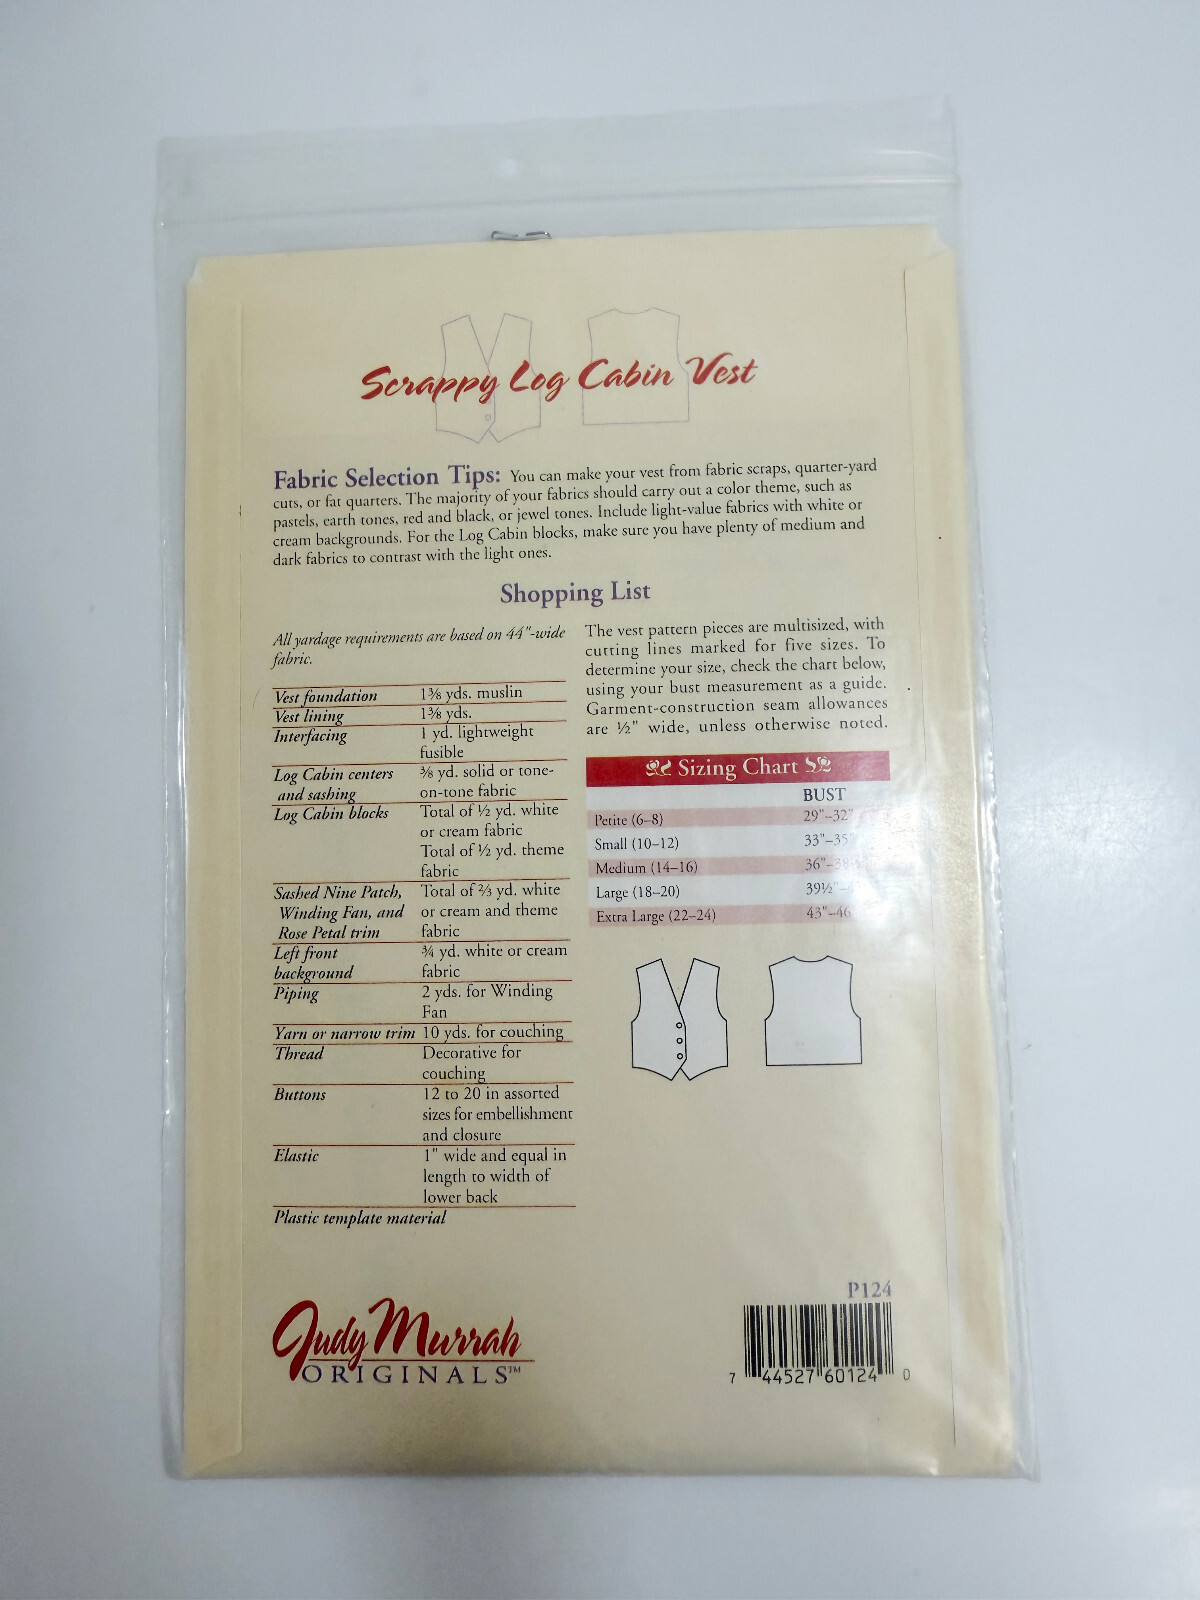 Scrappy Log Cabin Vest
Fabric Selection Tips: You can make your vest from fabric scraps, quarter-yard
cuts, or fat quarters. The majority of your fabrics should carry out a color theme, such as
pastels, earth tones, red and black, or jewel tones. Include light-value fabrics with white or
cream backgrounds. For the Log Cabin blocks, make sure you have plenty of medium and
dark fabrics to contrast with the light ones.
Shopping List
All yardage requirements are based on 44"-wide
fabric.
Vest foundation 1⅜ yds. muslin
Vest lining 1⅜ yds.
Interfacing 1 yd. lightweight
fusible
Log Cabin centers ⅜ yd. solid or tone-
and sashing on-tone fabric
Log Cabin blocks Total of ½ yd. white
or cream fabric
Total of ½ yd. theme
fabric
Sashed Nine Patch, Total of ⅔ yd. white
Winding Fan, and or cream and theme
Rose Petal trim fabric
Left front ¾ yd. white or cream
background fabric
Piping 2 yds. for Winding
Fan
Yarn or narrow trim 10 yds. for couching
Thread Decorative for
couching
Buttons 12 to 20 in assorted
sizes for embellishment
and closure
Elastic 1" wide and equal in
length to width of
lower back
Plastic template material
The vest pattern pieces are multisized, with
cutting lines marked for five sizes. To
determine your size, check the chart below,
using your bust measurement as a guide.
Garment-construction seam allowances
are ½" wide, unless otherwise noted.
Sizing Chart
BUST
Petite (6–8) 29"–32"
Small (10–12) 33"–35"
Medium (14–16) 36"–38
Large (18–20) 39½"–
Extra Large (22–24) 43"–46
Judy Murrah
ORIGINALS™
P124
7 44527 60124 0